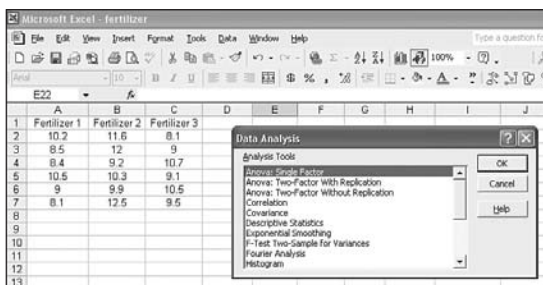 Microsoft Excel - fertilizer
File Edit View Insert Format Tools Data Window Help
Type a question fo
100%
Arial 10 B I U $ % ,
E22 fx
A B C D E F G H I J
1 Fertilizer 1 Fertilizer 2 Fertilizer 3
2 10.2 11.6 8.1
3 8.5 12 9
4 8.4 9.2 10.7
5 10.5 10.3 9.1
6 9 9.9 10.5
7 8.1 12.5 9.5
8
9
10
11
12
13
Data Analysis
Analysis Tools
Anova: Single Factor
Anova: Two-Factor With Replication
Anova: Two-Factor Without Replication
Correlation
Covariance
Descriptive Statistics
Exponential Smoothing
F-Test Two-Sample for Variances
Fourier Analysis
Histogram
OK
Cancel
Help